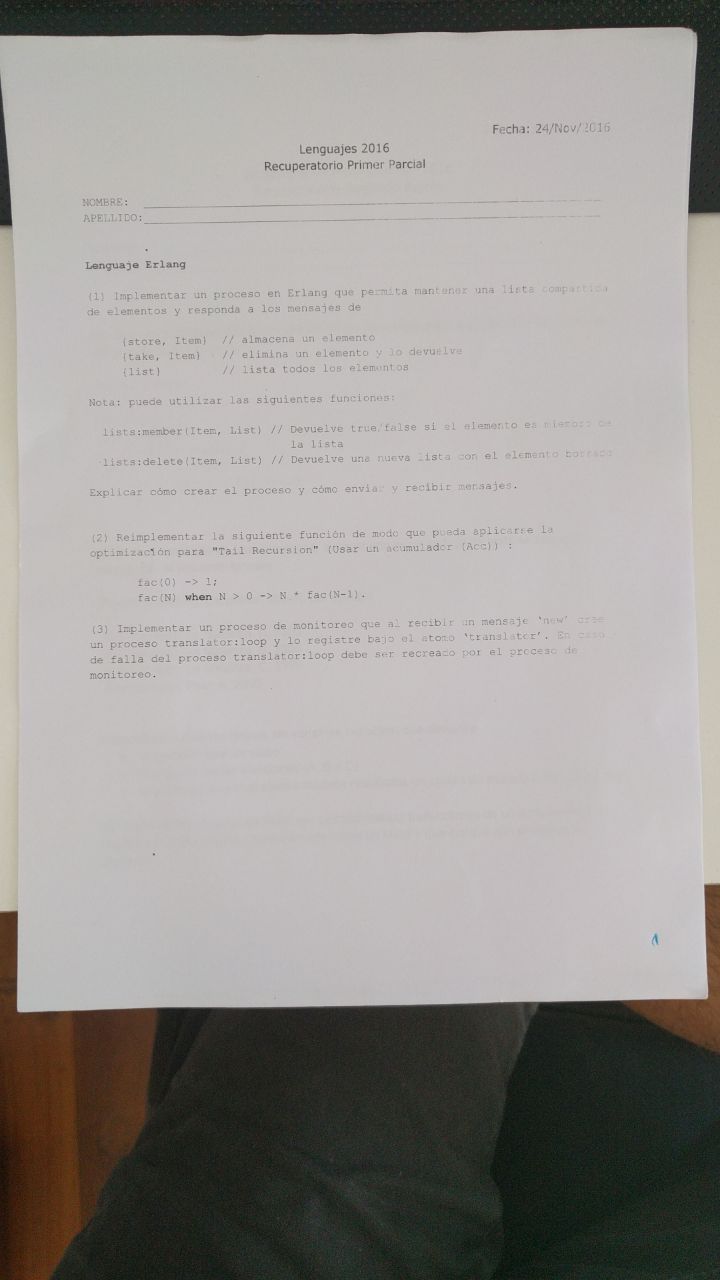 Fecha: 24/Nov/2016
Lenguajes 2016
Recuperatorio Primer Parcial
NOMBRE:
APELLIDO:
Lenguaje Erlang
(1) Implementar un proceso en Erlang que permita mantener una lista compartida
de elementos y responda a los mensajes de
{store, Item} // almacena un elemento
{take, Item} // elimina un elemento y lo devuelve
{list} // lista todos los elementos
Nota: puede utilizar las siguientes funciones:
lists:member(Item, List) // Devuelve true/false si el elemento es miembro de
la lista
lists:delete(Item, List) // Devuelve una nueva lista con el elemento borrado
Explicar cómo crear el proceso y cómo enviar y recibir mensajes.
(2) Reimplementar la siguiente función de modo que pueda aplicarse la
optimización para "Tail Recursion" (Usar un acumulador (Acc)) :
fac(0) -> 1;
fac(N) when N > 0 -> N * fac(N-1).
(3) Implementar un proceso de monitoreo que al recibir un mensaje 'new' cree
un proceso translator:loop y lo registre bajo el atomo 'translator'. En caso
de falla del proceso translator:loop debe ser recreado por el proceso de
monitoreo.